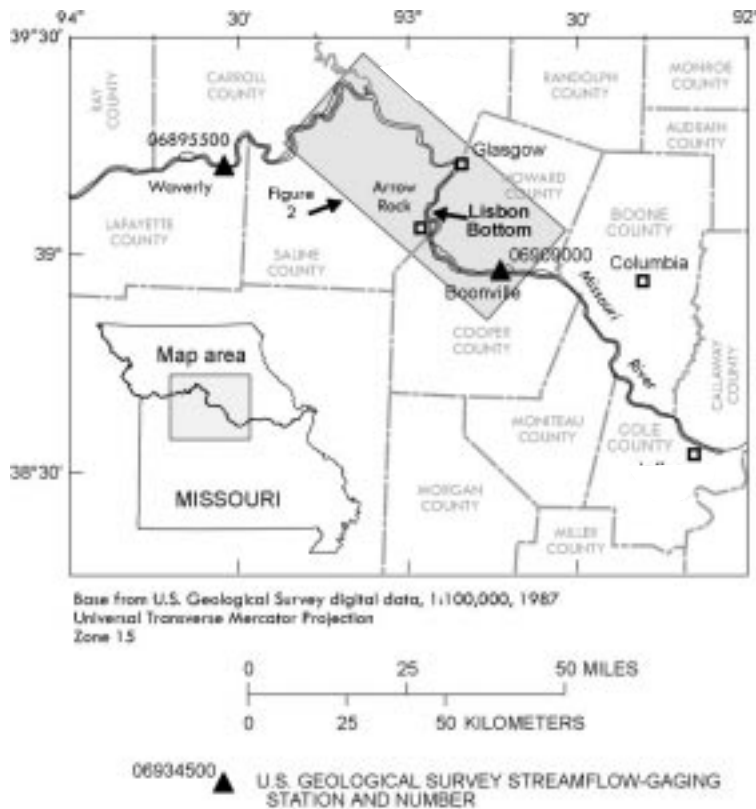 94°
30'
93°
30'
92°
39°30'
39°
38°30'
RAY
COUNTY
CARROLL
COUNTY
RANDOLPH
COUNTY
MONROE
COUNTY
AUDRAIN
COUNTY
06895500
Waverly
Glasgow
HOWARD
COUNTY
Figure
2
Arrow
Rock
Lisbon
Bottom
BOONE
COUNTY
LAFAYETTE
COUNTY
SALINE
COUNTY
06909000
Columbia
Boonville
Missouri
River
COOPER
COUNTY
CALLAWAY
COUNTY
Map area
MISSOURI
MONITEAU
COUNTY
COLE
COUNTY
MORGAN
COUNTY
MILLER
COUNTY
Base from U.S. Geological Survey digital data, 1:100,000, 1987
Universal Transverse Mercator Projection
Zone 15
0 25 50 MILES
0 25 50 KILOMETERS
06934500
U.S. GEOLOGICAL SURVEY STREAMFLOW-GAGING
STATION AND NUMBER